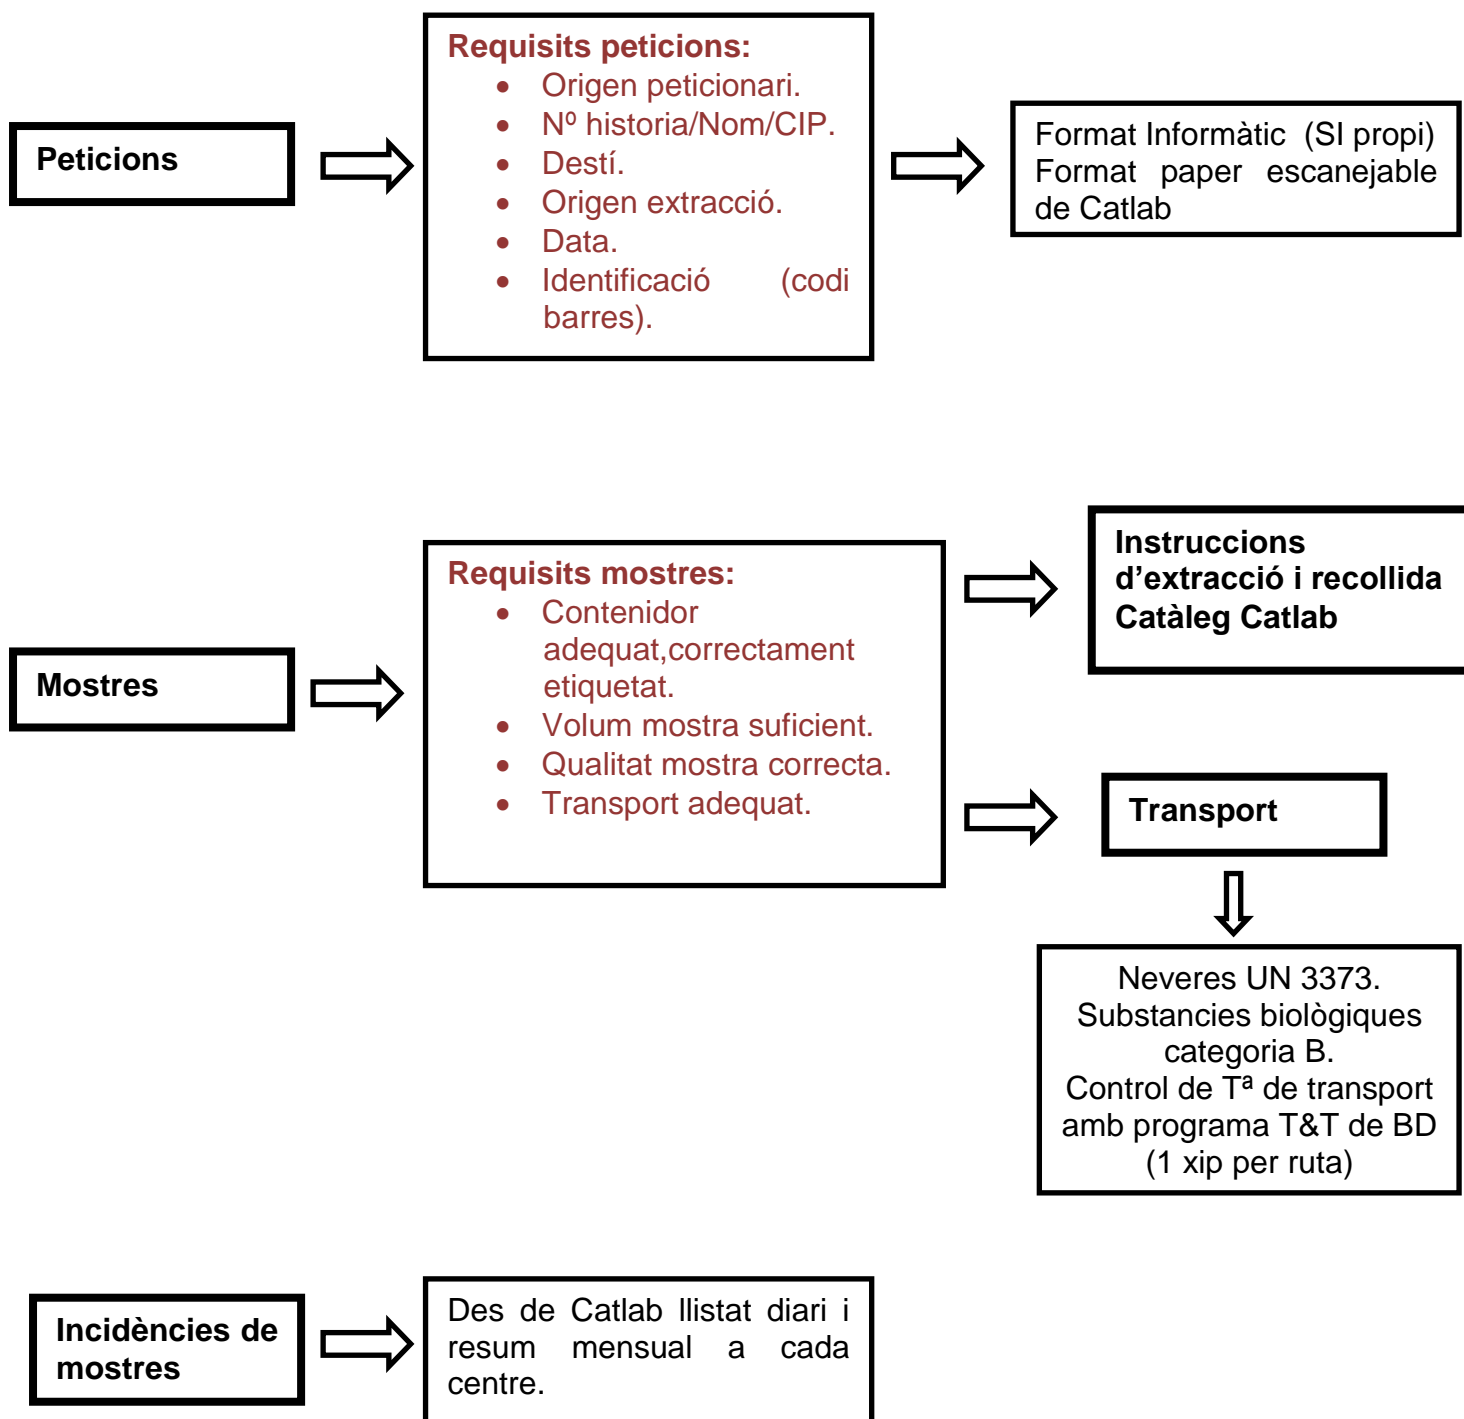 Peticions
Requisits peticions:
• Origen peticionari.
• Nº historia/Nom/CIP.
• Destí.
• Origen extracció.
• Data.
• Identificació (codi
barres).
Format Informàtic (SI propi)
Format paper escanejable
de Catlab
Mostres
Requisits mostres:
• Contenidor
adequat,correctament
etiquetat.
• Volum mostra suficient.
• Qualitat mostra correcta.
• Transport adequat.
Instruccions
d’extracció i recollida
Catàleg Catlab
Transport
Neveres UN 3373.
Substancies biològiques
categoria B.
Control de Tª de transport
amb programa T&T de BD
(1 xip per ruta)
Incidències de
mostres
Des de Catlab llistat diari i
resum mensual a cada
centre.